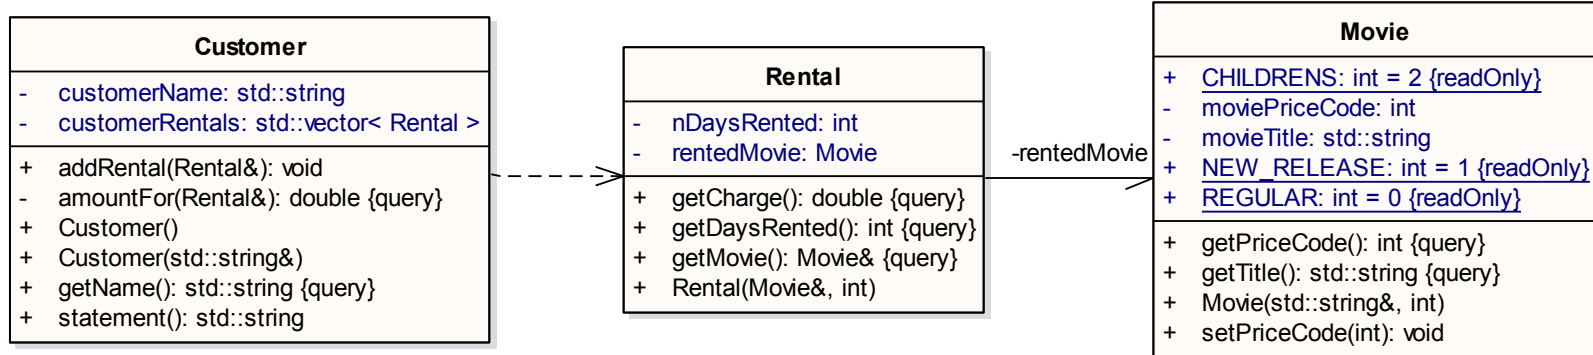 Customer
- customerName: std::string
- customerRentals: std::vector< Rental >
+ addRental(Rental&): void
- amountFor(Rental&): double {query}
+ Customer()
+ Customer(std::string&)
+ getName(): std::string {query}
+ statement(): std::string
Rental
- nDaysRented: int
- rentedMovie: Movie
+ getCharge(): double {query}
+ getDaysRented(): int {query}
+ getMovie(): Movie& {query}
+ Rental(Movie&, int)
-rentedMovie
Movie
+ CHILDRENS: int = 2 {readOnly}
- moviePriceCode: int
- movieTitle: std::string
+ NEW_RELEASE: int = 1 {readOnly}
+ REGULAR: int = 0 {readOnly}
+ getPriceCode(): int {query}
+ getTitle(): std::string {query}
+ Movie(std::string&, int)
+ setPriceCode(int): void